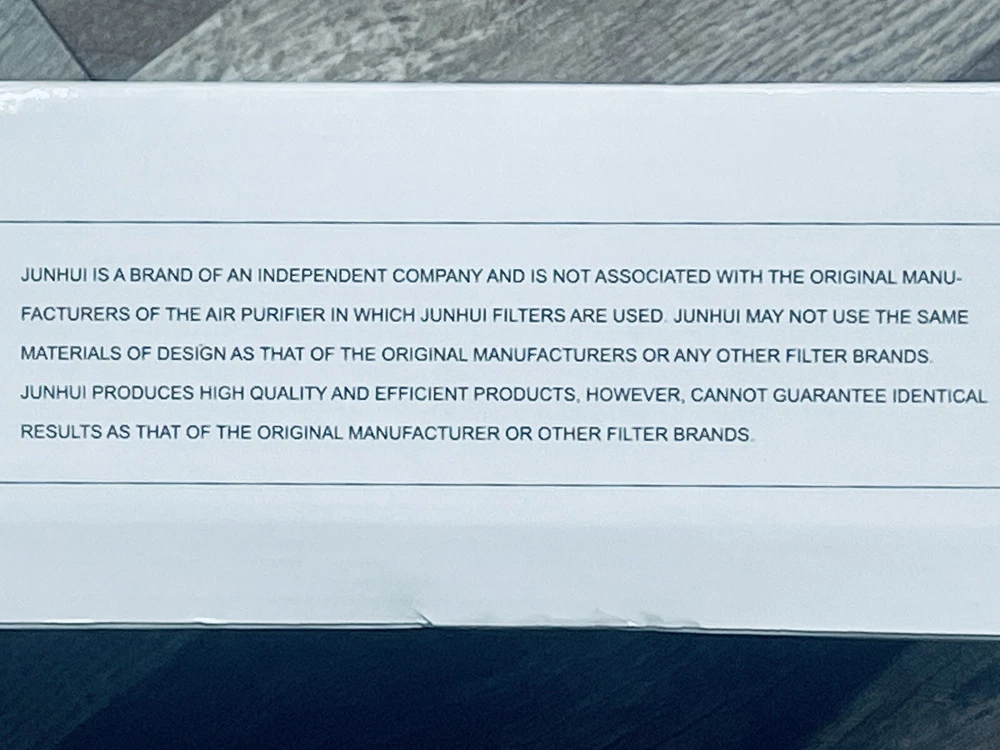 JUNHUI IS A BRAND OF AN INDEPENDENT COMPANY AND IS NOT ASSOCIATED WITH THE ORIGINAL MANU-
FACTURERS OF THE AIR PURIFIER IN WHICH JUNHUI FILTERS ARE USED. JUNHUI MAY NOT USE THE SAME
MATERIALS OF DESIGN AS THAT OF THE ORIGINAL MANUFACTURERS OR ANY OTHER FILTER BRANDS.
JUNHUI PRODUCES HIGH QUALITY AND EFFICIENT PRODUCTS, HOWEVER, CANNOT GUARANTEE IDENTICAL
RESULTS AS THAT OF THE ORIGINAL MANUFACTURER OR OTHER FILTER BRANDS.